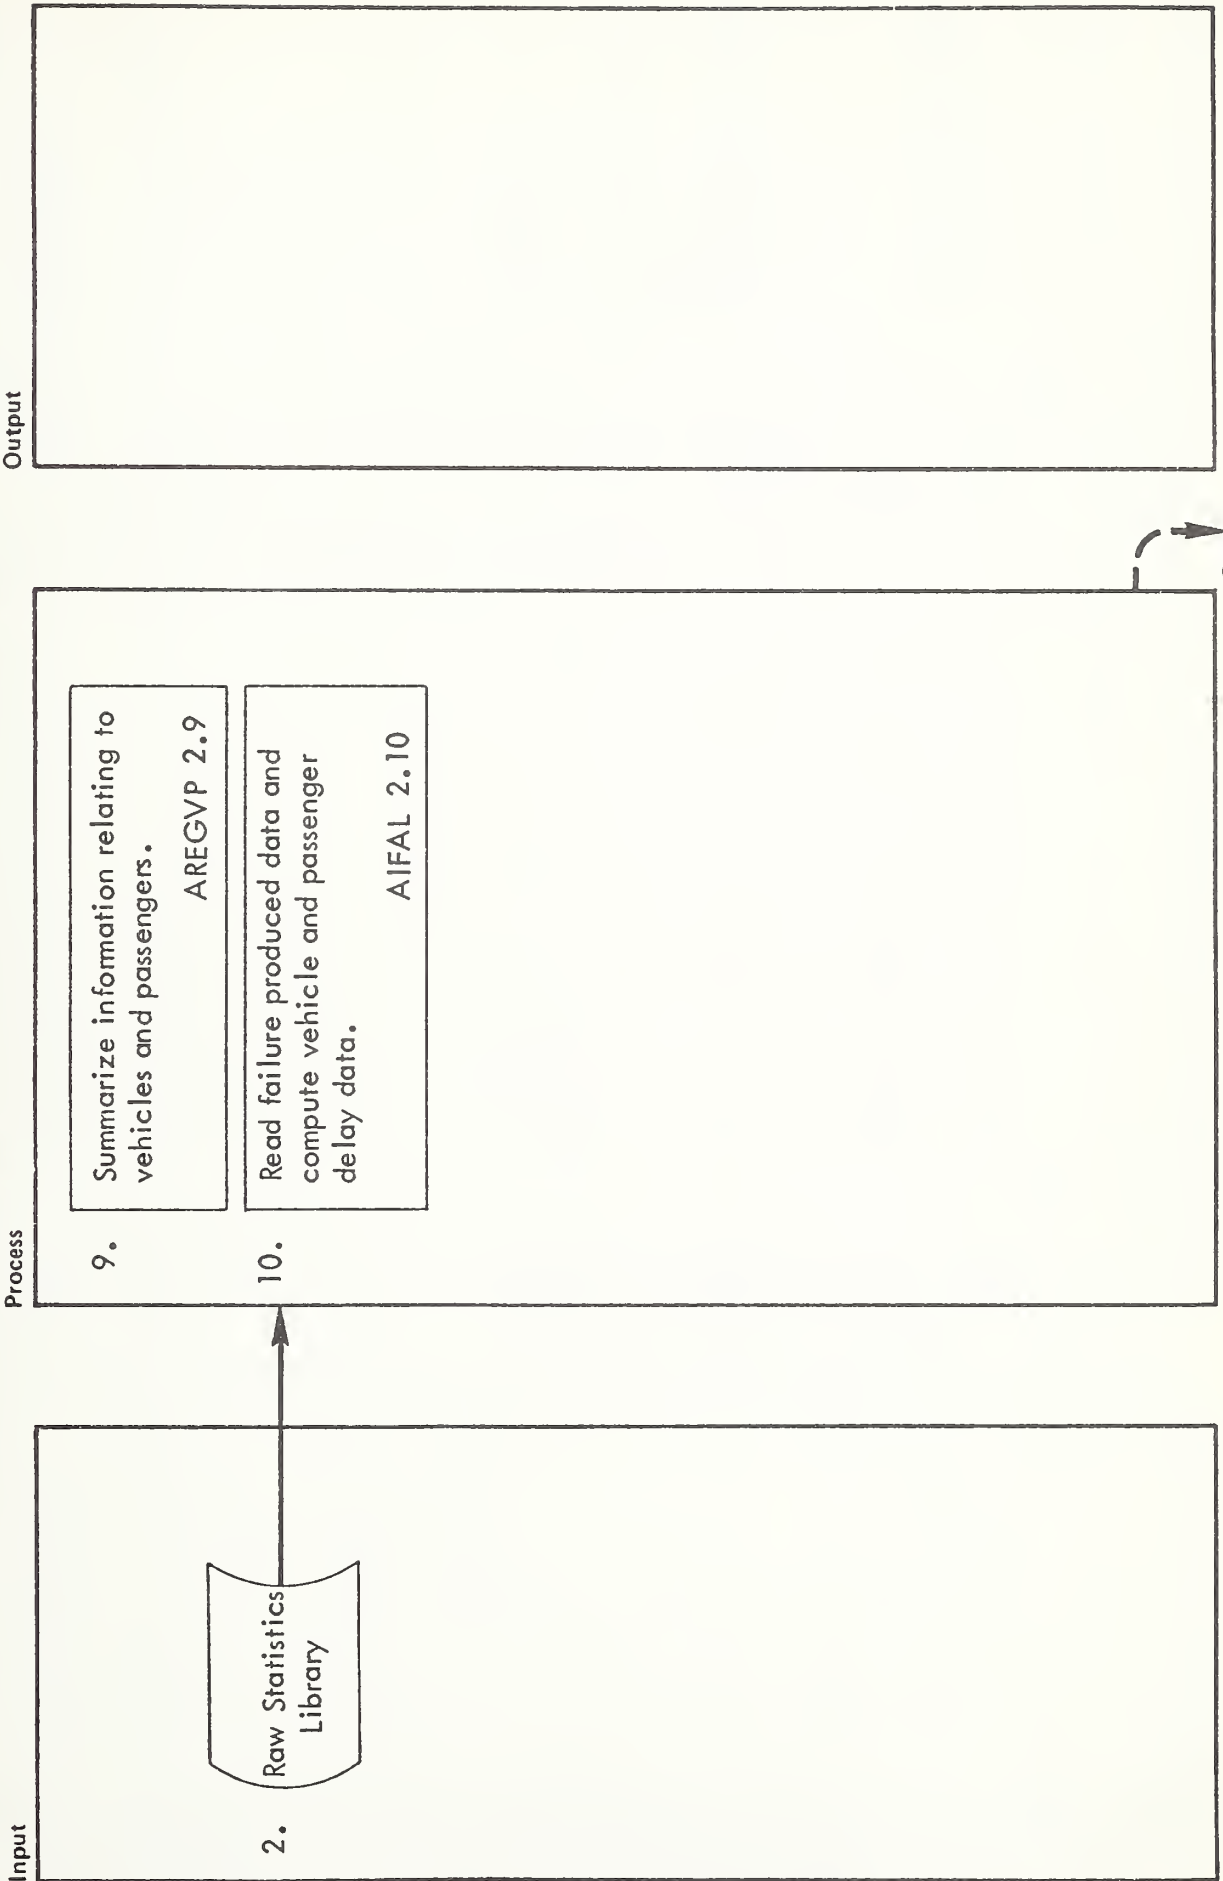 Input
Process
Output
2.
Raw Statistics
Library
9.
Summarize information relating to
vehicles and passengers.
AREGVP 2.9
10.
Read failure produced data and
compute vehicle and passenger
delay data.
AIFAL 2.10